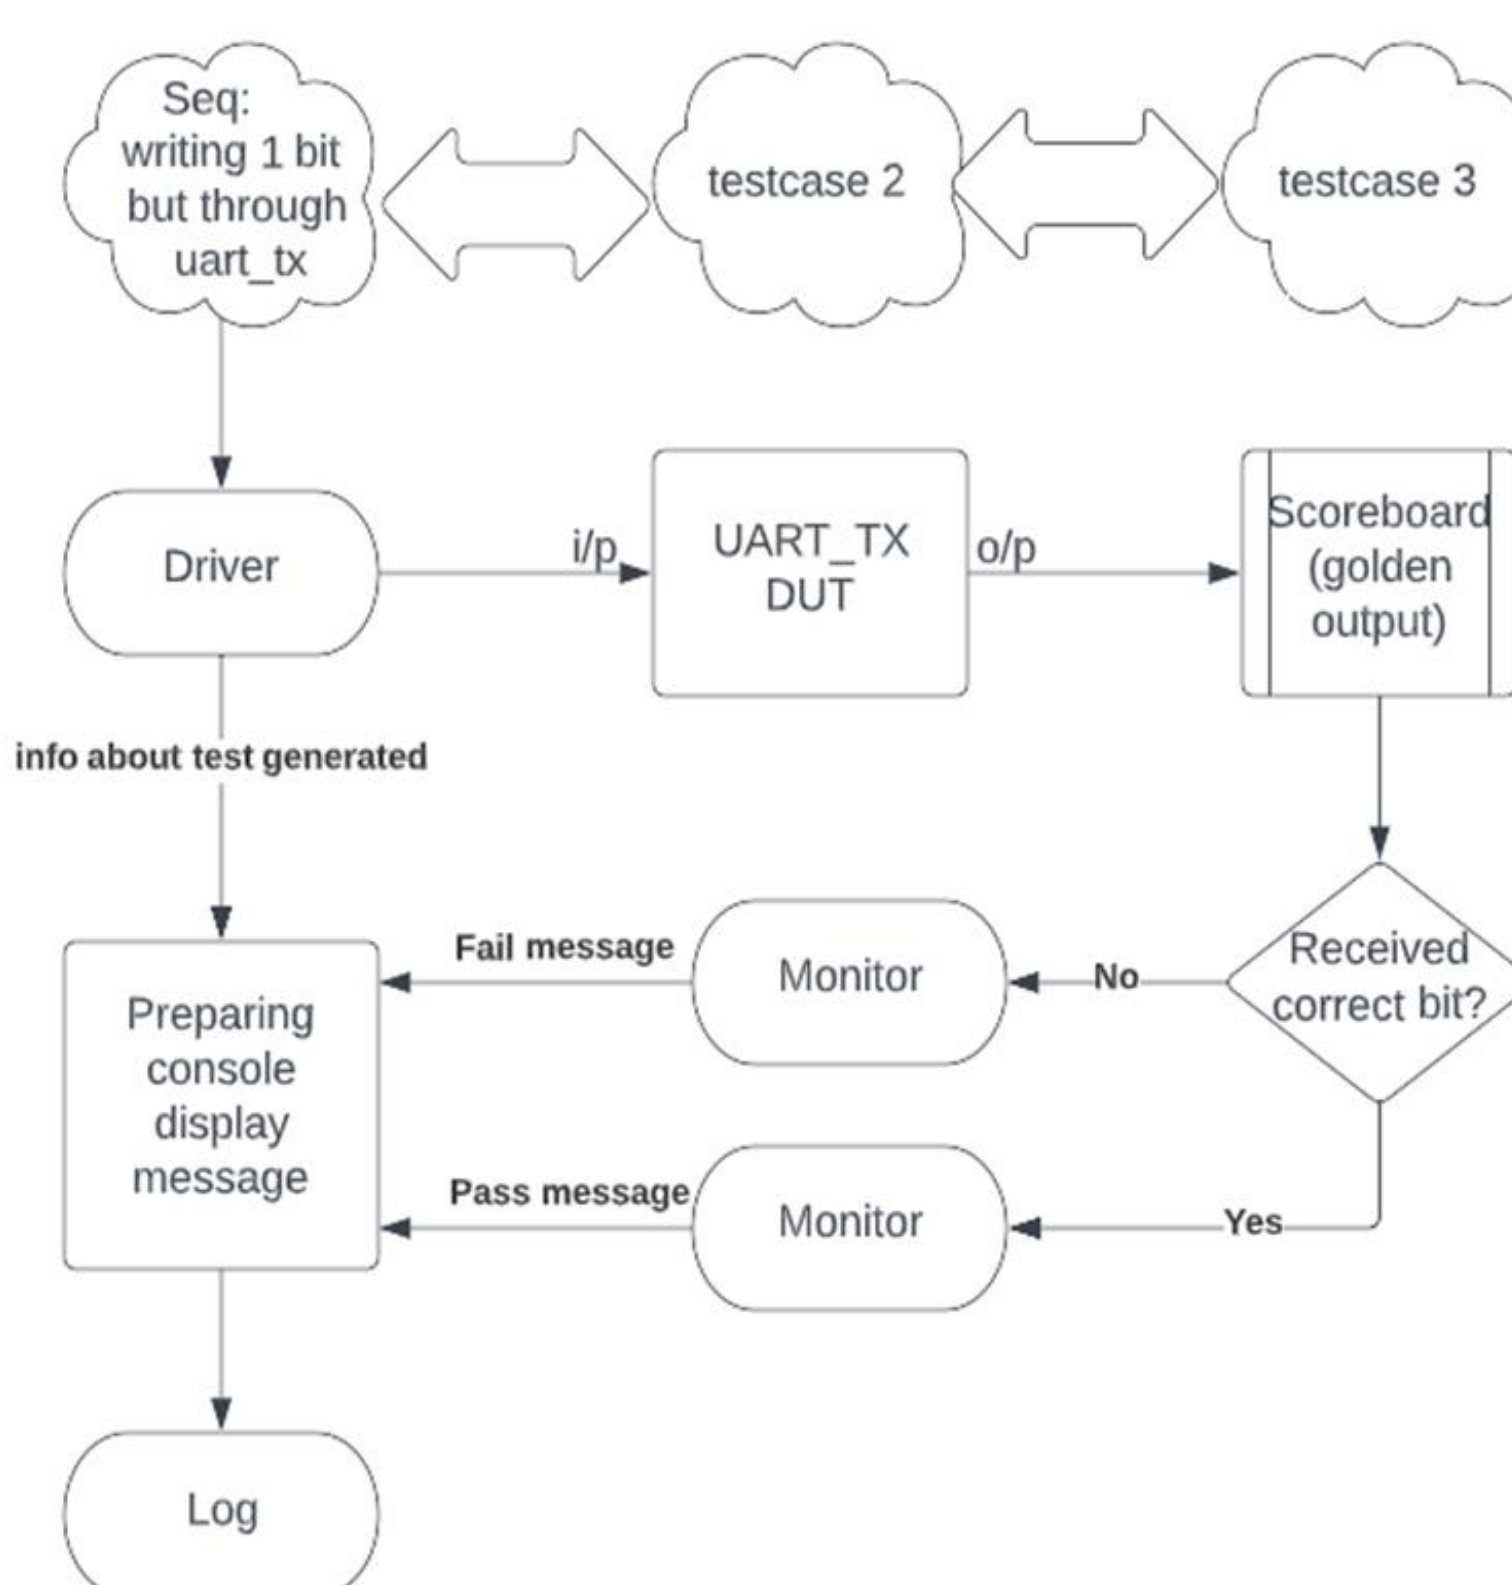 Seq:
writing 1 bit
but through
uart_tx
testcase 2
testcase 3
Driver
i/p
UART_TX
DUT
o/p
Scoreboard
(golden
output)
info about test generated
Preparing
console
display
message
Fail message
Monitor
No
Received
correct bit?
Pass message
Monitor
Yes
Log